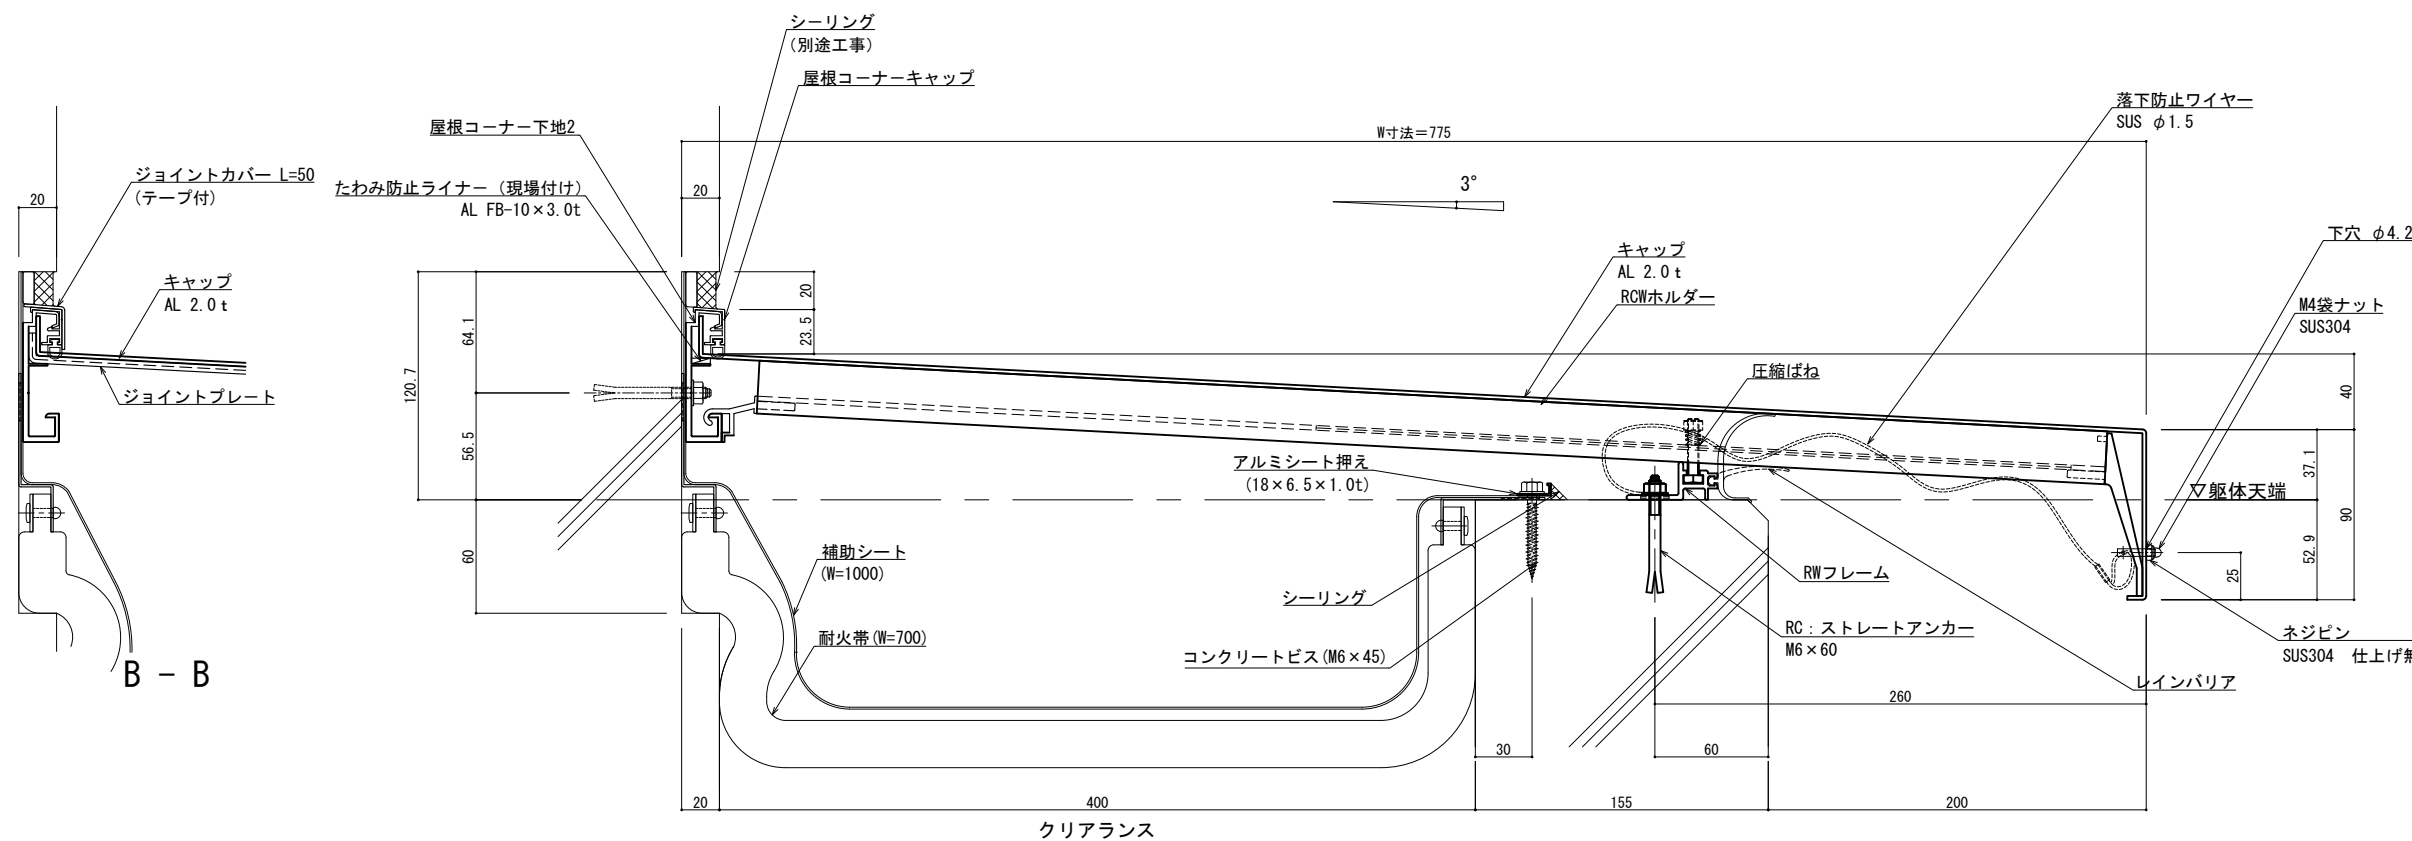 シーリング
(別途工事)
屋根コーナーキャップ
屋根コーナー下地2
たわみ防止ライナー (現場付け)
AL FB-10×3.0t
ジョイントカバー L=50
(テープ付)
キャップ
AL 2.0t
ジョイントプレート
B - B
20
W寸法=775
20
3°
落下防止ワイヤー
SUS φ1.5
下穴 φ4.2
M4袋ナット
SUS304
キャップ
AL 2.0t
RCWホルダー
圧縮ばね
20
23.5
64.1
120.7
56.5
60
アルミシート押え
(18×6.5×1.0t)
補助シート
(W=1000)
耐火帯(W=700)
シーリング
コンクリートビス(M6×45)
RWフレーム
RC：ストレートアンカー
M6×60
レインバリア
▽躯体天端
40
37.1
90
52.9
25
ネジピン
SUS304 仕上げ
260
30
60
20
400
155
200
クリアランス